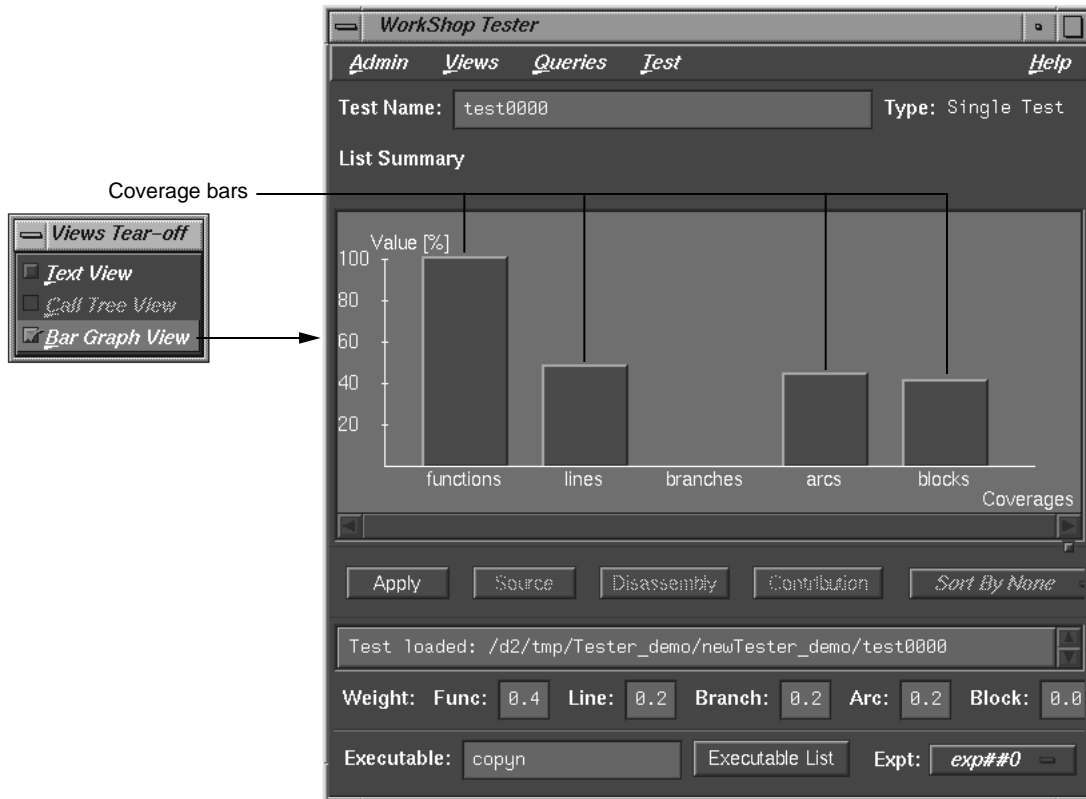 WorkShop Tester
Admin Views Queries Test Help
Test Name: test0000 Type: Single Test
List Summary
Coverage bars
Views Tear-off
Text View
Call Tree View
Bar Graph View
Value [%]
100
80
60
40
20
functions lines branches arcs blocks
Coverages
Apply Source Disassembly Contribution Sort By None
Test loaded: /d2/tmp/Tester_demo/newTester_demo/test0000
Weight: Func: 0.4 Line: 0.2 Branch: 0.2 Arc: 0.2 Block: 0.0
Executable: copyn Executable List Expt: exp##0